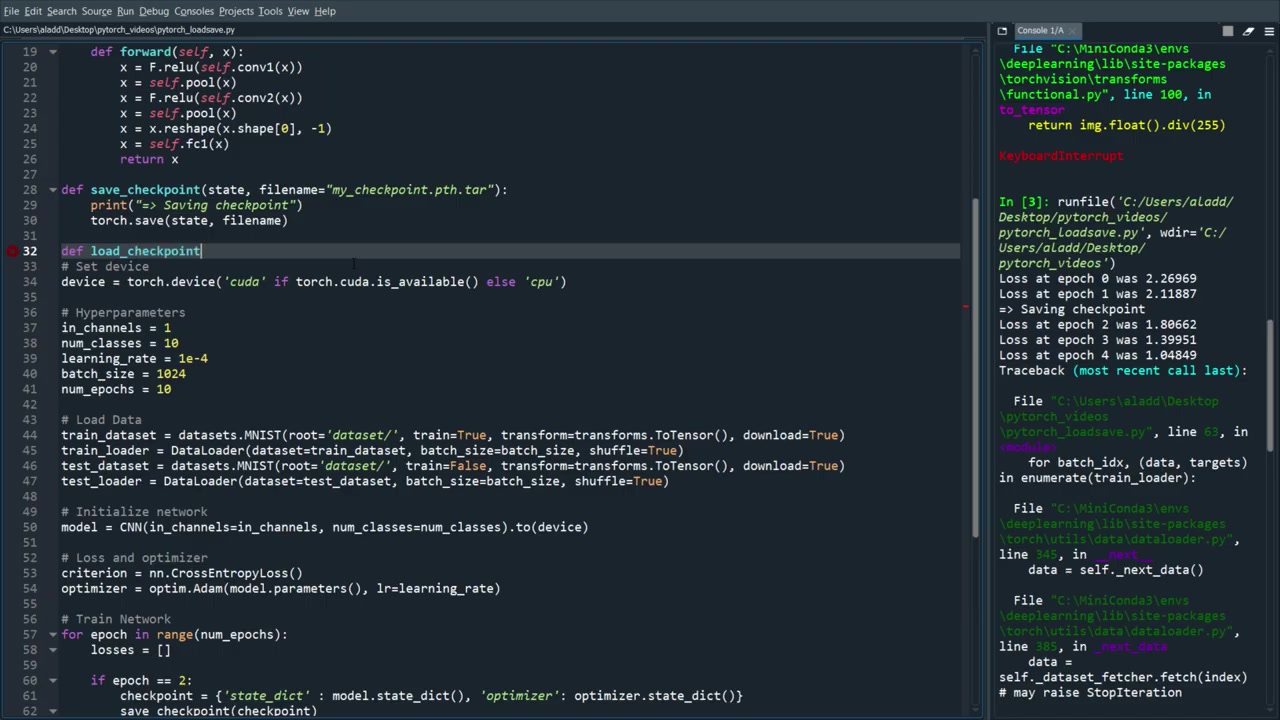 File Edit Search Source Run Debug Consoles Projects Tools View Help
C:\Users\aladd\Desktop\pytorch_videos\pytorch_loadsave.py
19 def forward(self, x):
20 x = F.relu(self.conv1(x))
21 x = self.pool(x)
22 x = F.relu(self.conv2(x))
23 x = self.pool(x)
24 x = x.reshape(x.shape[0], -1)
25 x = self.fc1(x)
26 return x
27
28 def save_checkpoint(state, filename="my_checkpoint.pth.tar"):
29 print("=> Saving checkpoint")
30 torch.save(state, filename)
31
32 def load_checkpoint
33 # Set device
34 device = torch.device('cuda' if torch.cuda.is_available() else 'cpu')
35
36 # Hyperparameters
37 in_channels = 1
38 num_classes = 10
39 learning_rate = 1e-4
40 batch_size = 1024
41 num_epochs = 10
42
43 # Load Data
44 train_dataset = datasets.MNIST(root='dataset/', train=True, transform=transforms.ToTensor(), download=True)
45 train_loader = DataLoader(dataset=train_dataset, batch_size=batch_size, shuffle=True)
46 test_dataset = datasets.MNIST(root='dataset/', train=False, transform=transforms.ToTensor(), download=True)
47 test_loader = DataLoader(dataset=test_dataset, batch_size=batch_size, shuffle=True)
48
49 # Initialize network
50 model = CNN(in_channels=in_channels, num_classes=num_classes).to(device)
51
52 # Loss and optimizer
53 criterion = nn.CrossEntropyLoss()
54 optimizer = optim.Adam(model.parameters(), lr=learning_rate)
55
56 # Train Network
57 for epoch in range(num_epochs):
58 losses = []
59
60 if epoch == 2:
61 checkpoint = {'state_dict' : model.state_dict(), 'optimizer': optimizer.state_dict()}
62 save_checkpoint(checkpoint)
Console 1/A
File "C:\MiniConda3\envs
\deeplearning\lib\site-packages
\torchvision\transforms
\functional.py", line 100, in
to_tensor
return img.float().div(255)
KeyboardInterrupt
In [3]: runfile('C:/Users/aladd/
Desktop/pytorch_videos/
pytorch_loadsave.py', wdir='C:/
Users/aladd/Desktop/
pytorch_videos')
Loss at epoch 0 was 2.26969
Loss at epoch 1 was 2.11887
=> Saving checkpoint
Loss at epoch 2 was 1.80662
Loss at epoch 3 was 1.39951
Loss at epoch 4 was 1.04849
Traceback (most recent call last):
File "C:\Users\aladd\Desktop
\pytorch_videos
\pytorch_loadsave.py", line 63, in
<module>
for batch_idx, (data, targets)
in enumerate(train_loader):
File "C:\MiniConda3\envs
\deeplearning\lib\site-packages
\torch\utils\data\dataloader.py",
line 345, in __next__
data = self._next_data()
File "C:\MiniConda3\envs
\deeplearning\lib\site-packages
\torch\utils\data\dataloader.py",
line 385, in _next_data
data =
self._dataset_fetcher.fetch(index)
# may raise StopIteration